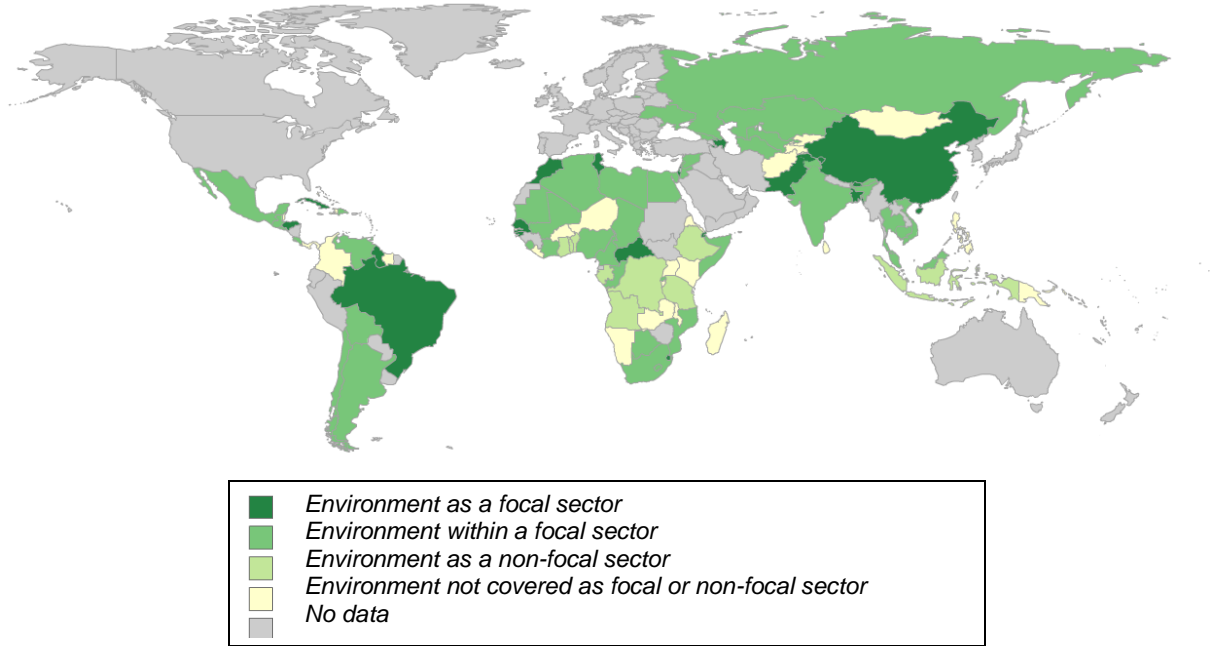 Environment as a focal sector
Environment within a focal sector
Environment as a non-focal sector
Environment not covered as focal or non-focal sector
No data